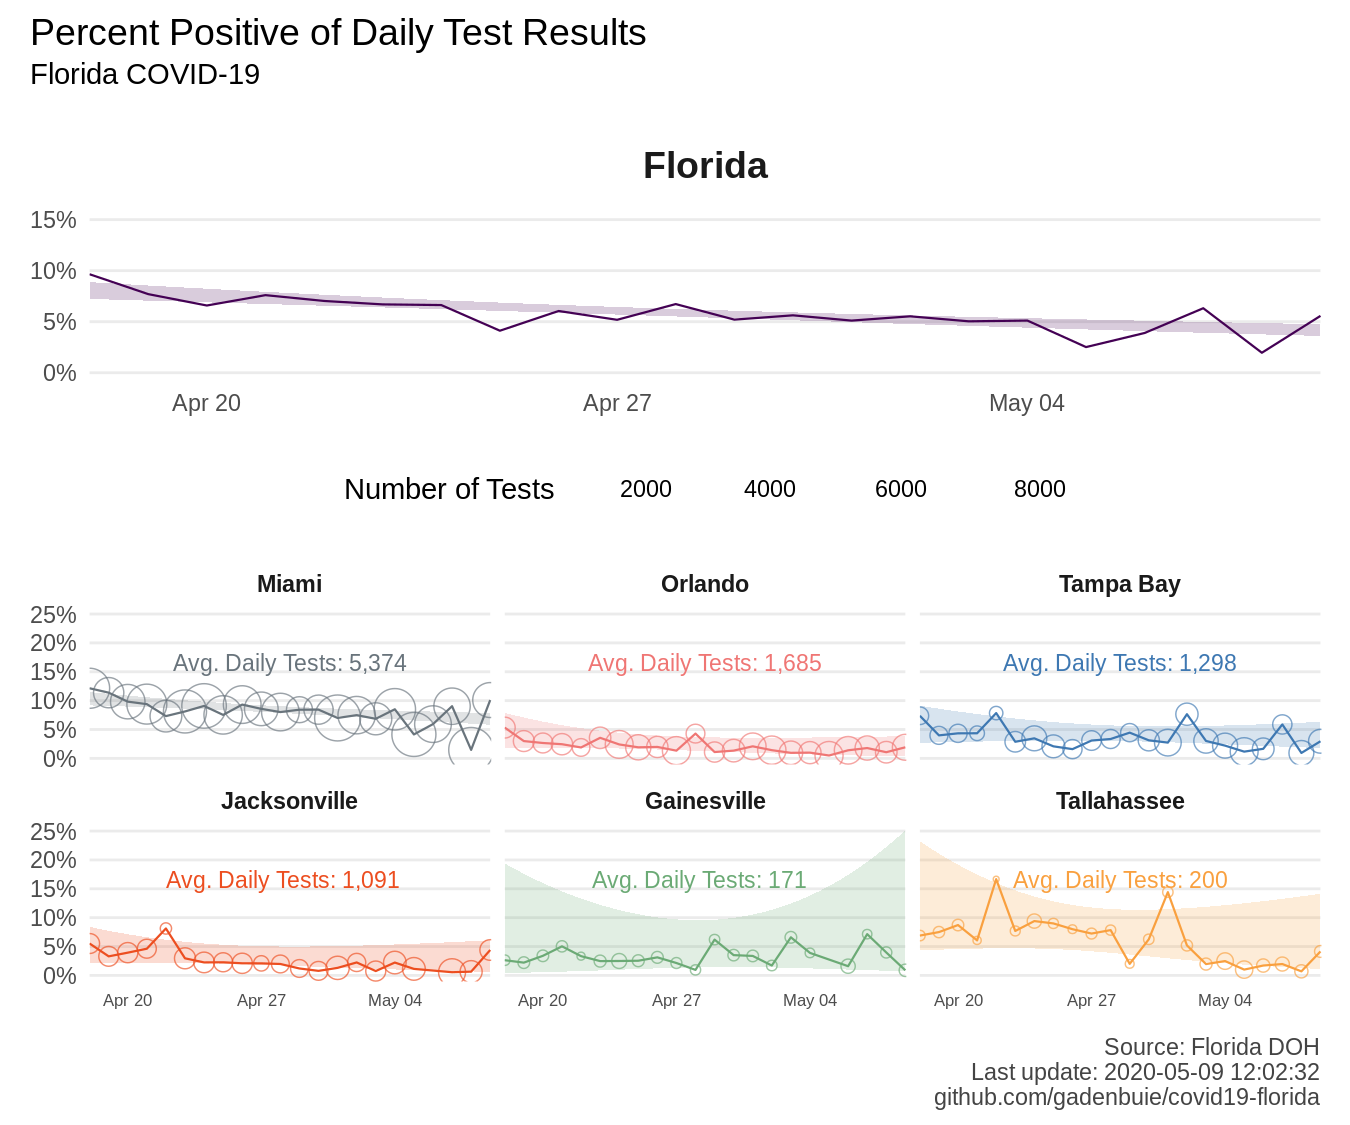 Percent Positive of Daily Test Results
Florida COVID-19
Florida
15%
10%
5%
0%
Apr 20 Apr 27 May 04
Number of Tests 2000 4000 6000 8000
Miami Orlando Tampa Bay
25%
20%
15%
10%
5%
0%
Avg. Daily Tests: 5,374 Avg. Daily Tests: 1,685 Avg. Daily Tests: 1,298
Jacksonville Gainesville Tallahassee
25%
20%
15%
10%
5%
0%
Avg. Daily Tests: 1,091 Avg. Daily Tests: 171 Avg. Daily Tests: 200
Apr 20 Apr 27 May 04 Apr 20 Apr 27 May 04 Apr 20 Apr 27 May 04
Source: Florida DOH
Last update: 2020-05-09 12:02:32
github.com/gadenbuie/covid19-florida